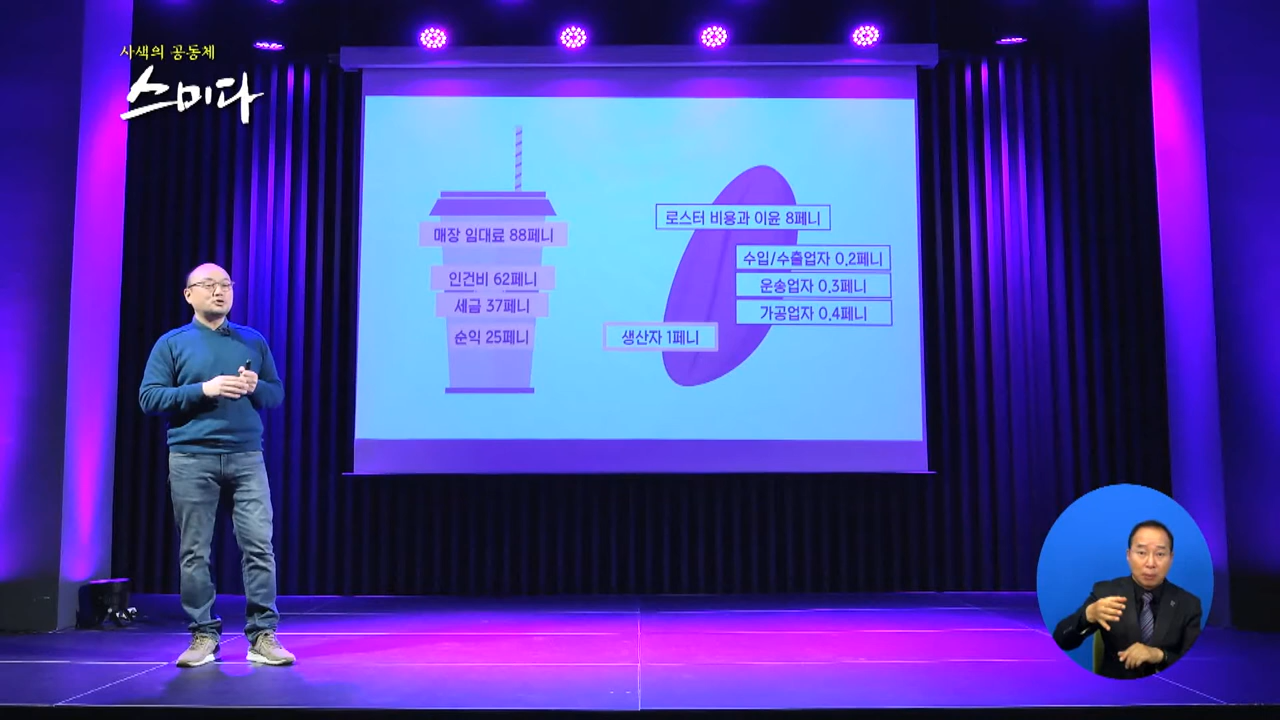 사색의 공동체
스미다
매장 임대료 88페니
인건비 62페니
세금 37페니
순익 25페니
로스터 비용과 이윤 8페니
수입/수출업자 0.2페니
운송업자 0.3페니
가공업자 0.4페니
생산자 1페니